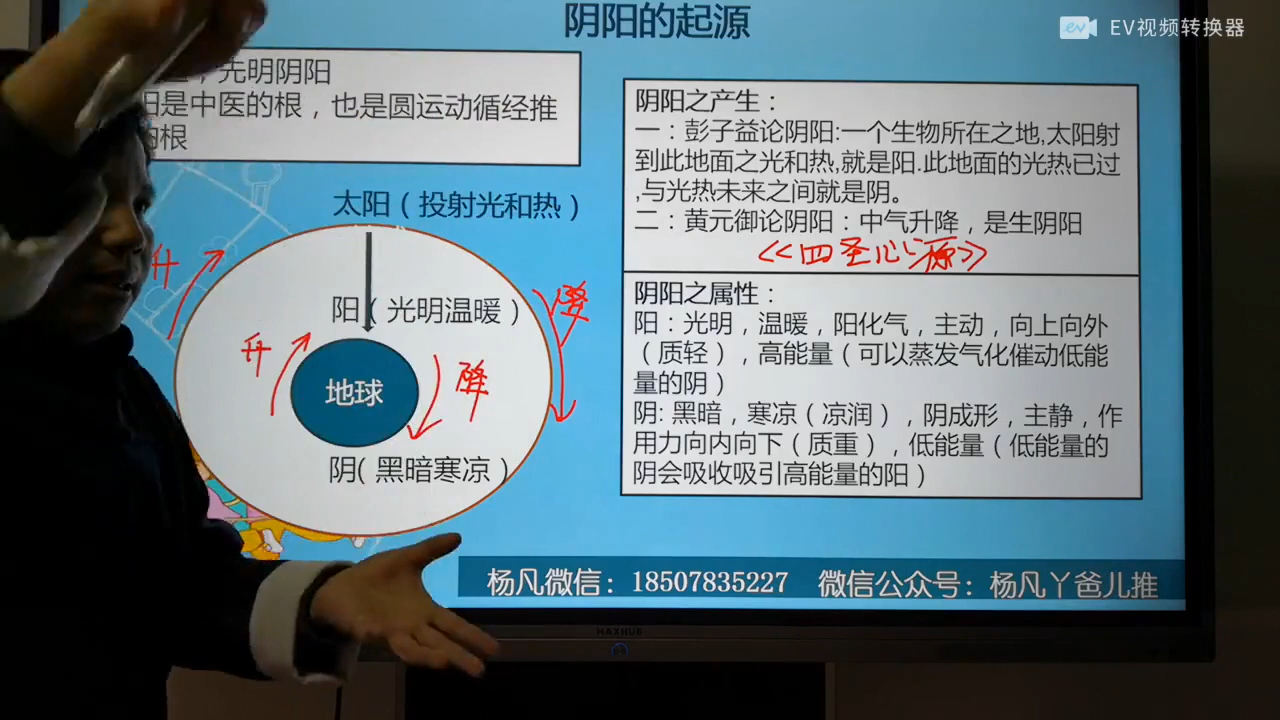 阴阳的起源
EV视频转换器
，先明阴阳
阳是中医的根，也是圆运动循经推
的根
太阳（投射光和热）
升
降
阳（光明温暖）
升
降
地球
阴（黑暗寒凉）
阴阳之产生：
一：彭子益论阴阳:一个生物所在之地,太阳射
到此地面之光和热,就是阳.此地面的光热已过
,与光热未来之间就是阴。
二：黄元御论阴阳：中气升降，是生阴阳
《四圣心源》
阴阳之属性：
阳：光明，温暖，阳化气，主动，向上向外
（质轻），高能量（可以蒸发气化催动低能
量的阴）
阴: 黑暗，寒凉（凉润），阴成形，主静，作
用力向内向下（质重），低能量（低能量的
阴会吸收吸引高能量的阳）
杨凡微信：18507835227 微信公众号：杨凡丫爸儿推
MAXHUB